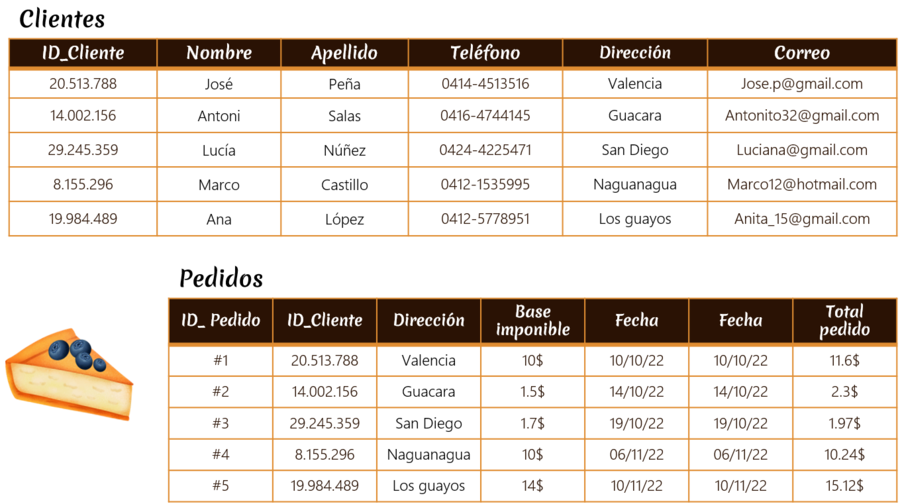 Clientes
ID_Cliente Nombre Apellido Teléfono Dirección Correo
20.513.788 José Peña 0414-4513516 Valencia Jose.p@gmail.com
14.002.156 Antoni Salas 0416-4744145 Guacara Antonito32@gmail.com
29.245.359 Lucía Núñez 0424-4225471 San Diego Luciana@gmail.com
8.155.296 Marco Castillo 0412-1535995 Naguanagua Marco12@hotmail.com
19.984.489 Ana López 0412-5778951 Los guayos Anita_15@gmail.com
Pedidos
ID_ Pedido ID_Cliente Dirección Base imponible Fecha Fecha Total pedido
#1 20.513.788 Valencia 10$ 10/10/22 10/10/22 11.6$
#2 14.002.156 Guacara 1.5$ 14/10/22 14/10/22 2.3$
#3 29.245.359 San Diego 1.7$ 19/10/22 19/10/22 1.97$
#4 8.155.296 Naguanagua 10$ 06/11/22 06/11/22 10.24$
#5 19.984.489 Los guayos 14$ 10/11/22 10/11/22 15.12$